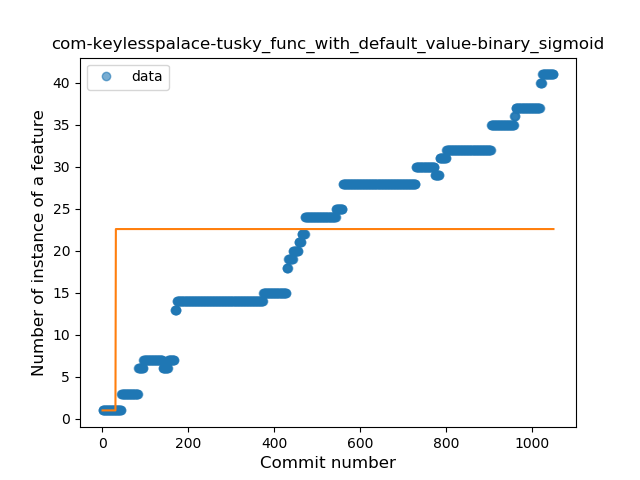 com-keylesspalace-tusky_func_with_default_value-binary_sigmoid
data
Number of instance of a feature
40
35
30
25
20
15
10
5
0
0 200 400 600 800 1000
Commit number